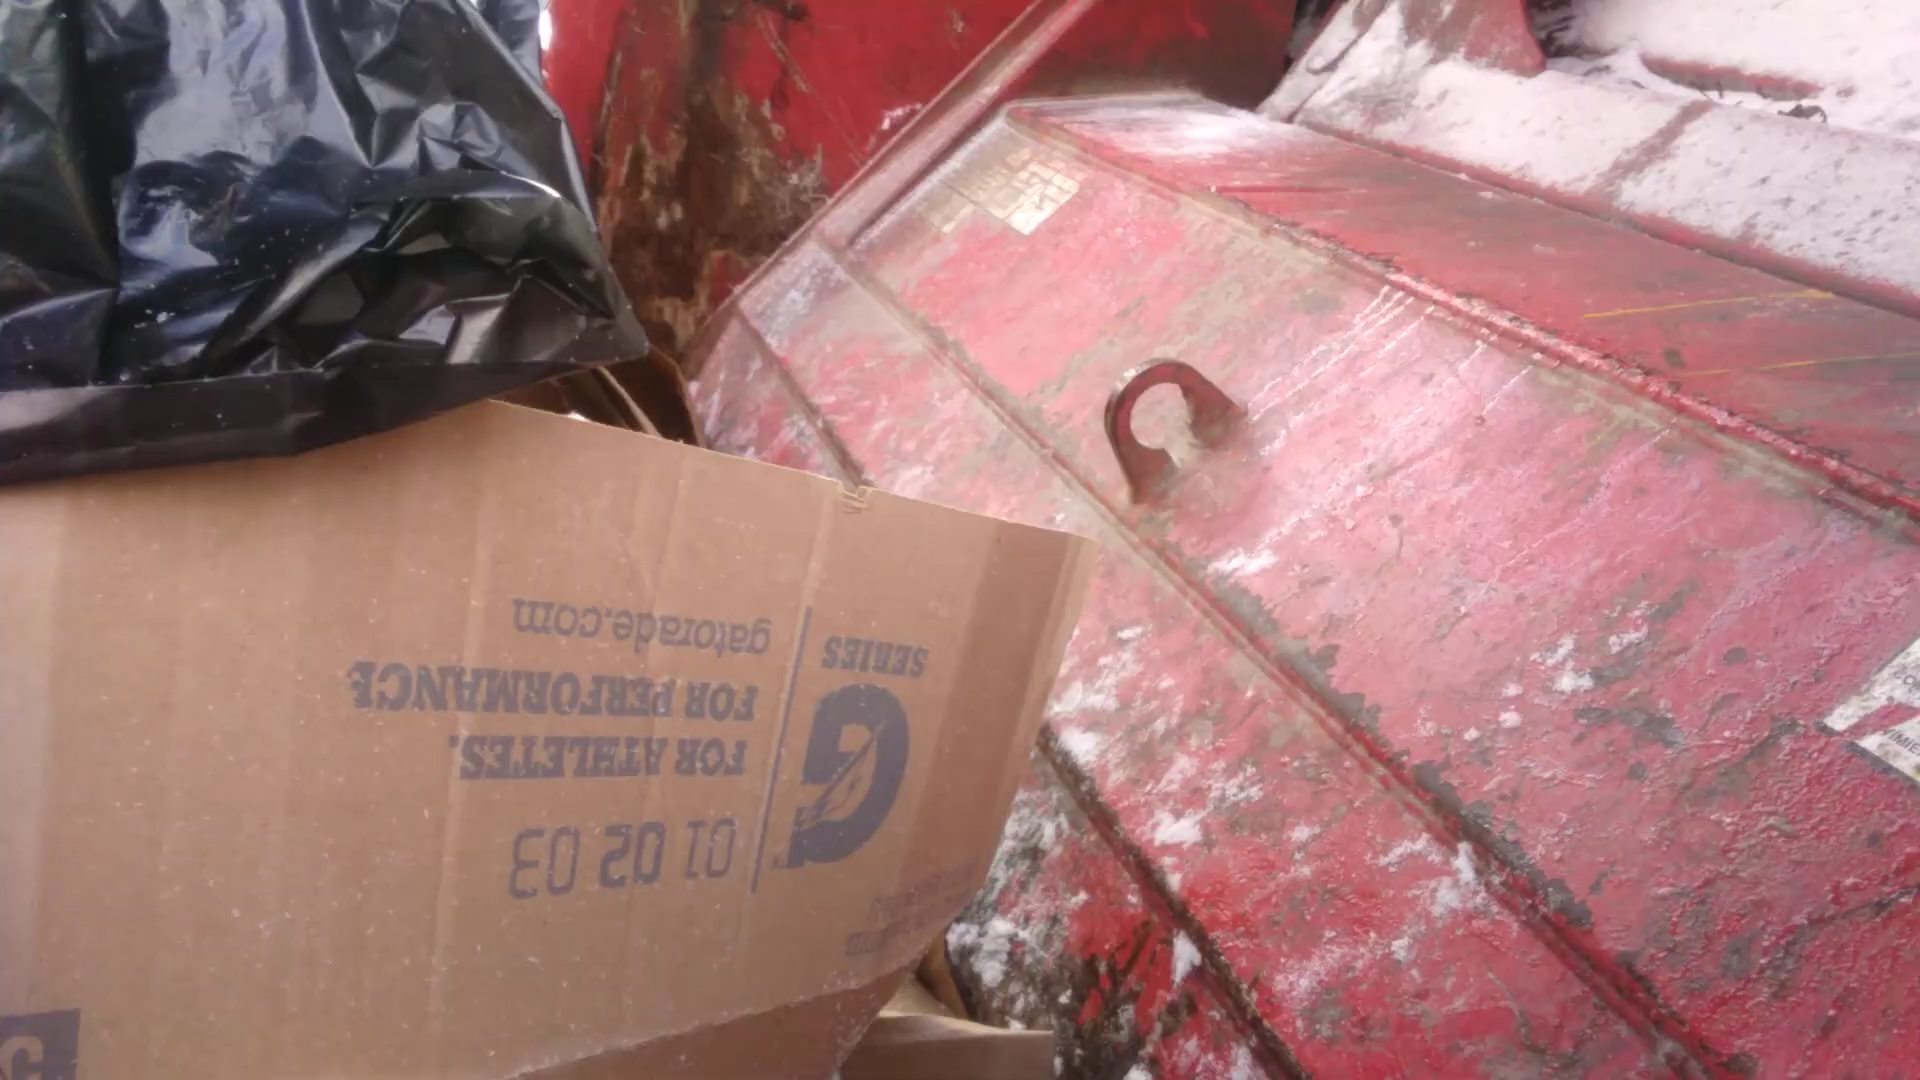 01 02 03
FOR ATHLETES.
FOR PERFORMANCE
gatorade.com
G
SERIES